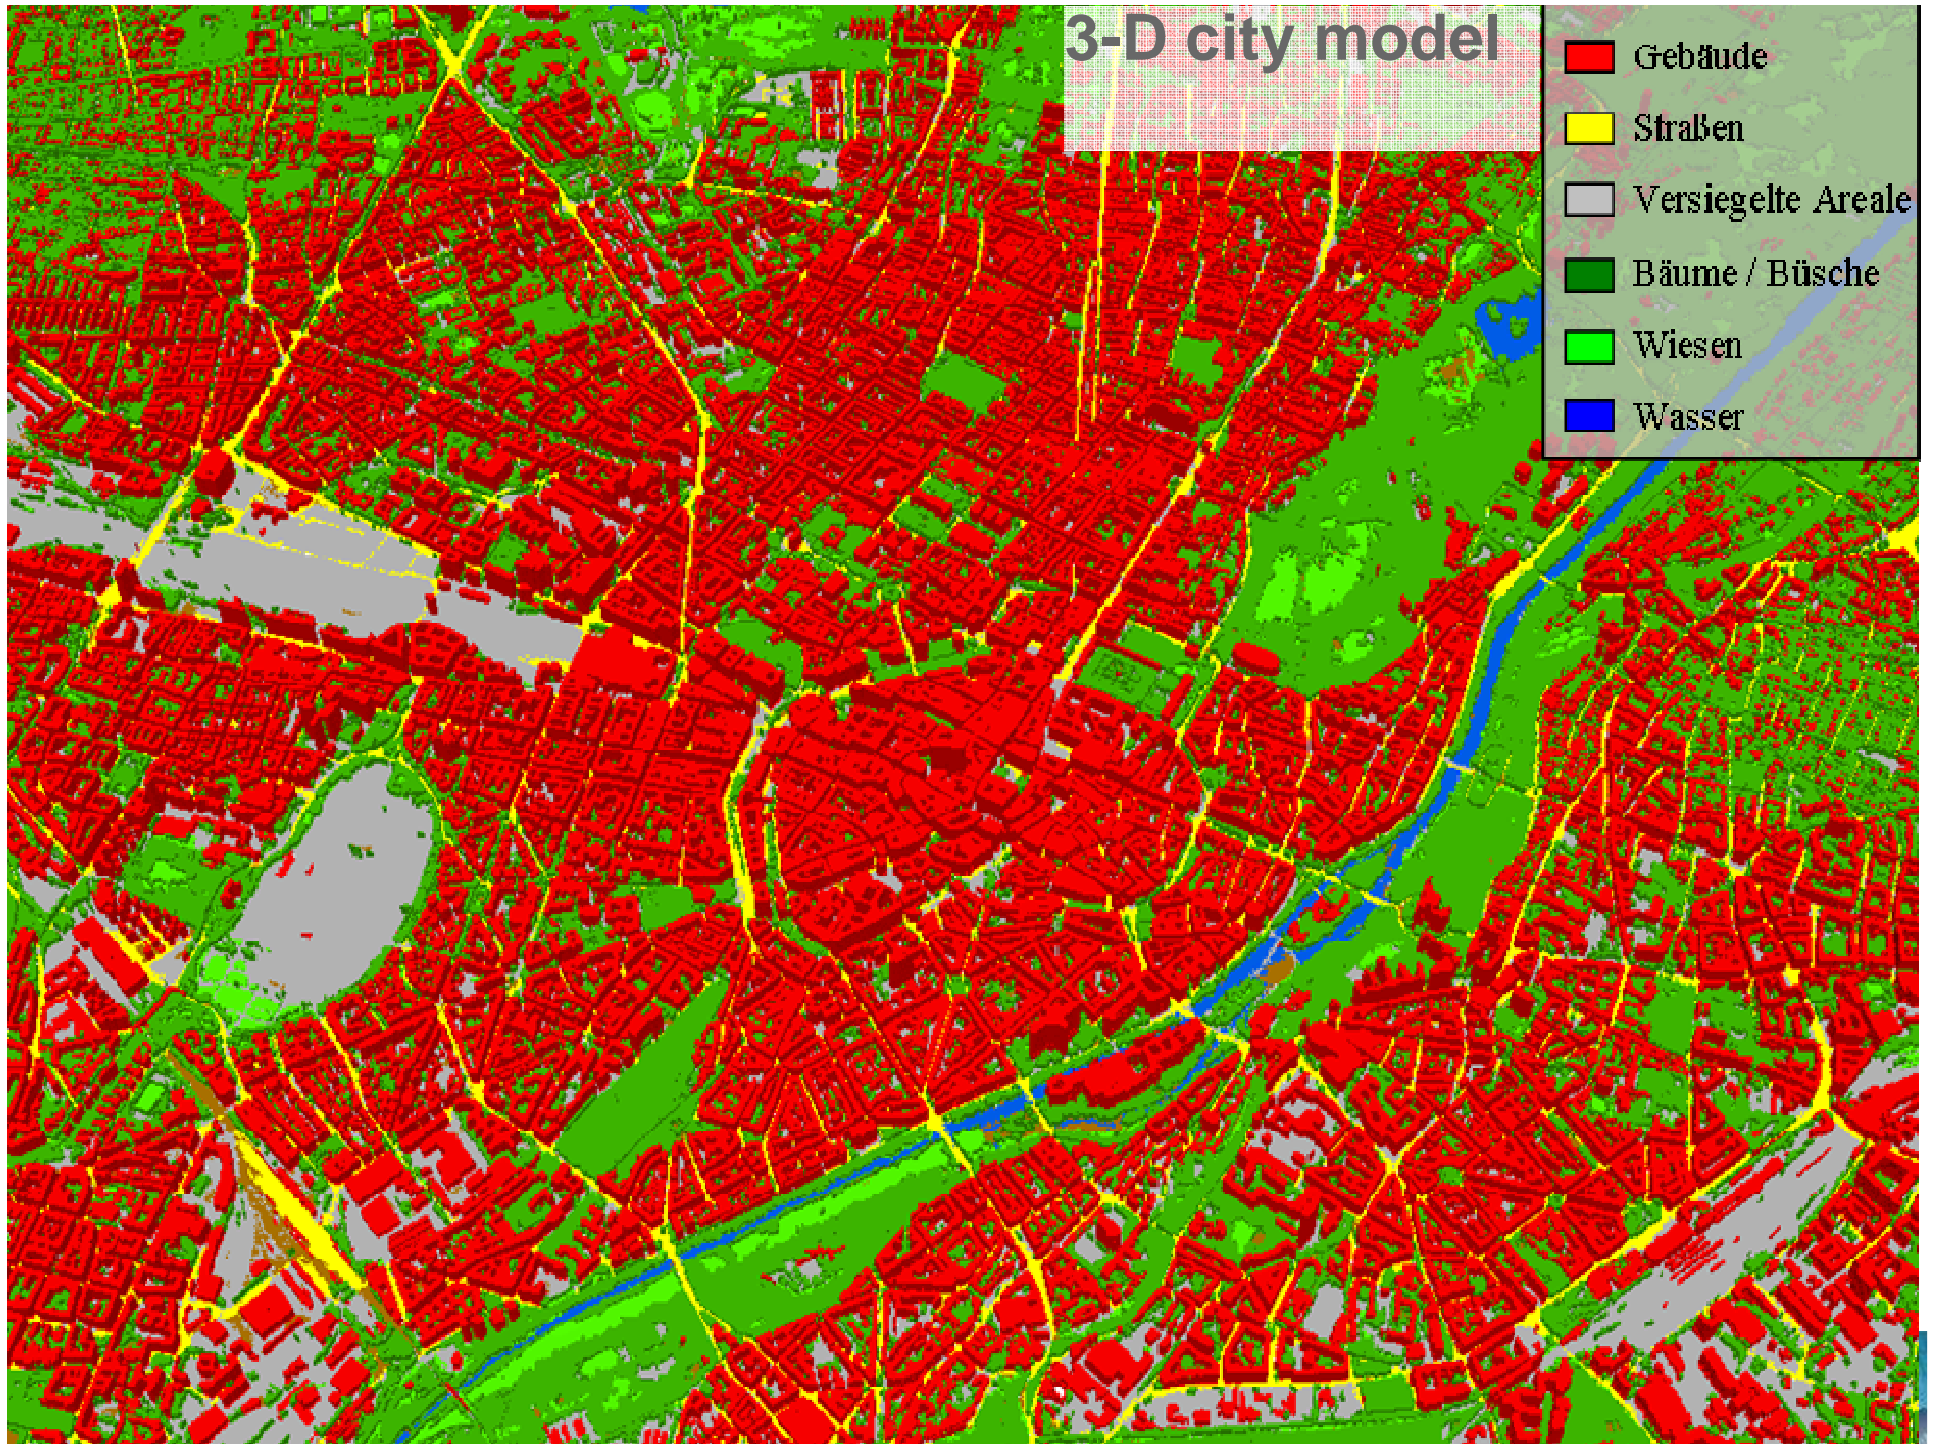 3-D city model
Gebäude
Straßen
Versiegelte Areale
Bäume / Büsche
Wiesen
Wasser